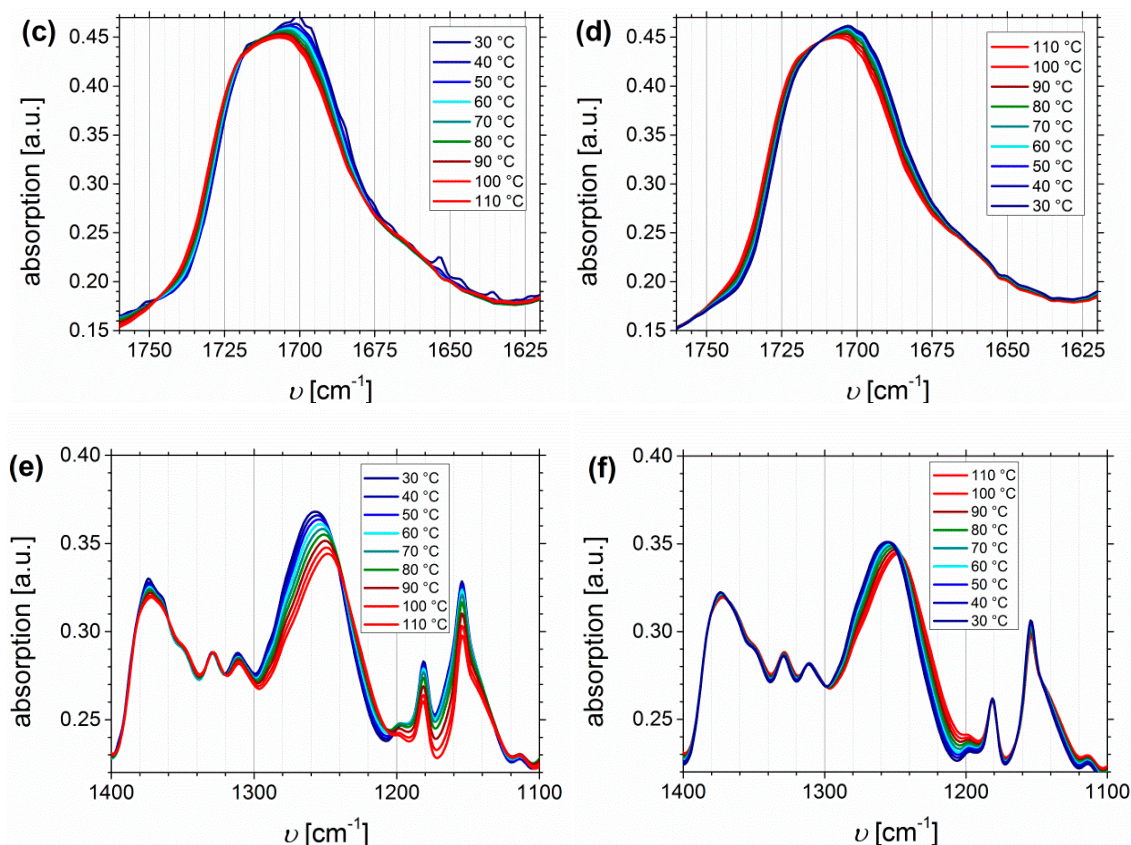 (c)
0.45
0.40
0.35
0.30
0.25
0.20
0.15
absorption [a.u.]
30 °C
40 °C
50 °C
60 °C
70 °C
80 °C
90 °C
100 °C
110 °C
1750 1725 1700 1675 1650 1625
υ [cm-1]
(d)
0.45
0.40
0.35
0.30
0.25
0.20
0.15
absorption [a.u.]
110 °C
100 °C
90 °C
80 °C
70 °C
60 °C
50 °C
40 °C
30 °C
1750 1725 1700 1675 1650 1625
υ [cm-1]
(e)
0.40
0.35
0.30
0.25
absorption [a.u.]
30 °C
40 °C
50 °C
60 °C
70 °C
80 °C
90 °C
100 °C
110 °C
1400 1300 1200 1100
υ [cm-1]
(f)
0.40
0.35
0.30
0.25
absorption [a.u.]
110 °C
100 °C
90 °C
80 °C
70 °C
60 °C
50 °C
40 °C
30 °C
1400 1300 1200 1100
υ [cm-1]